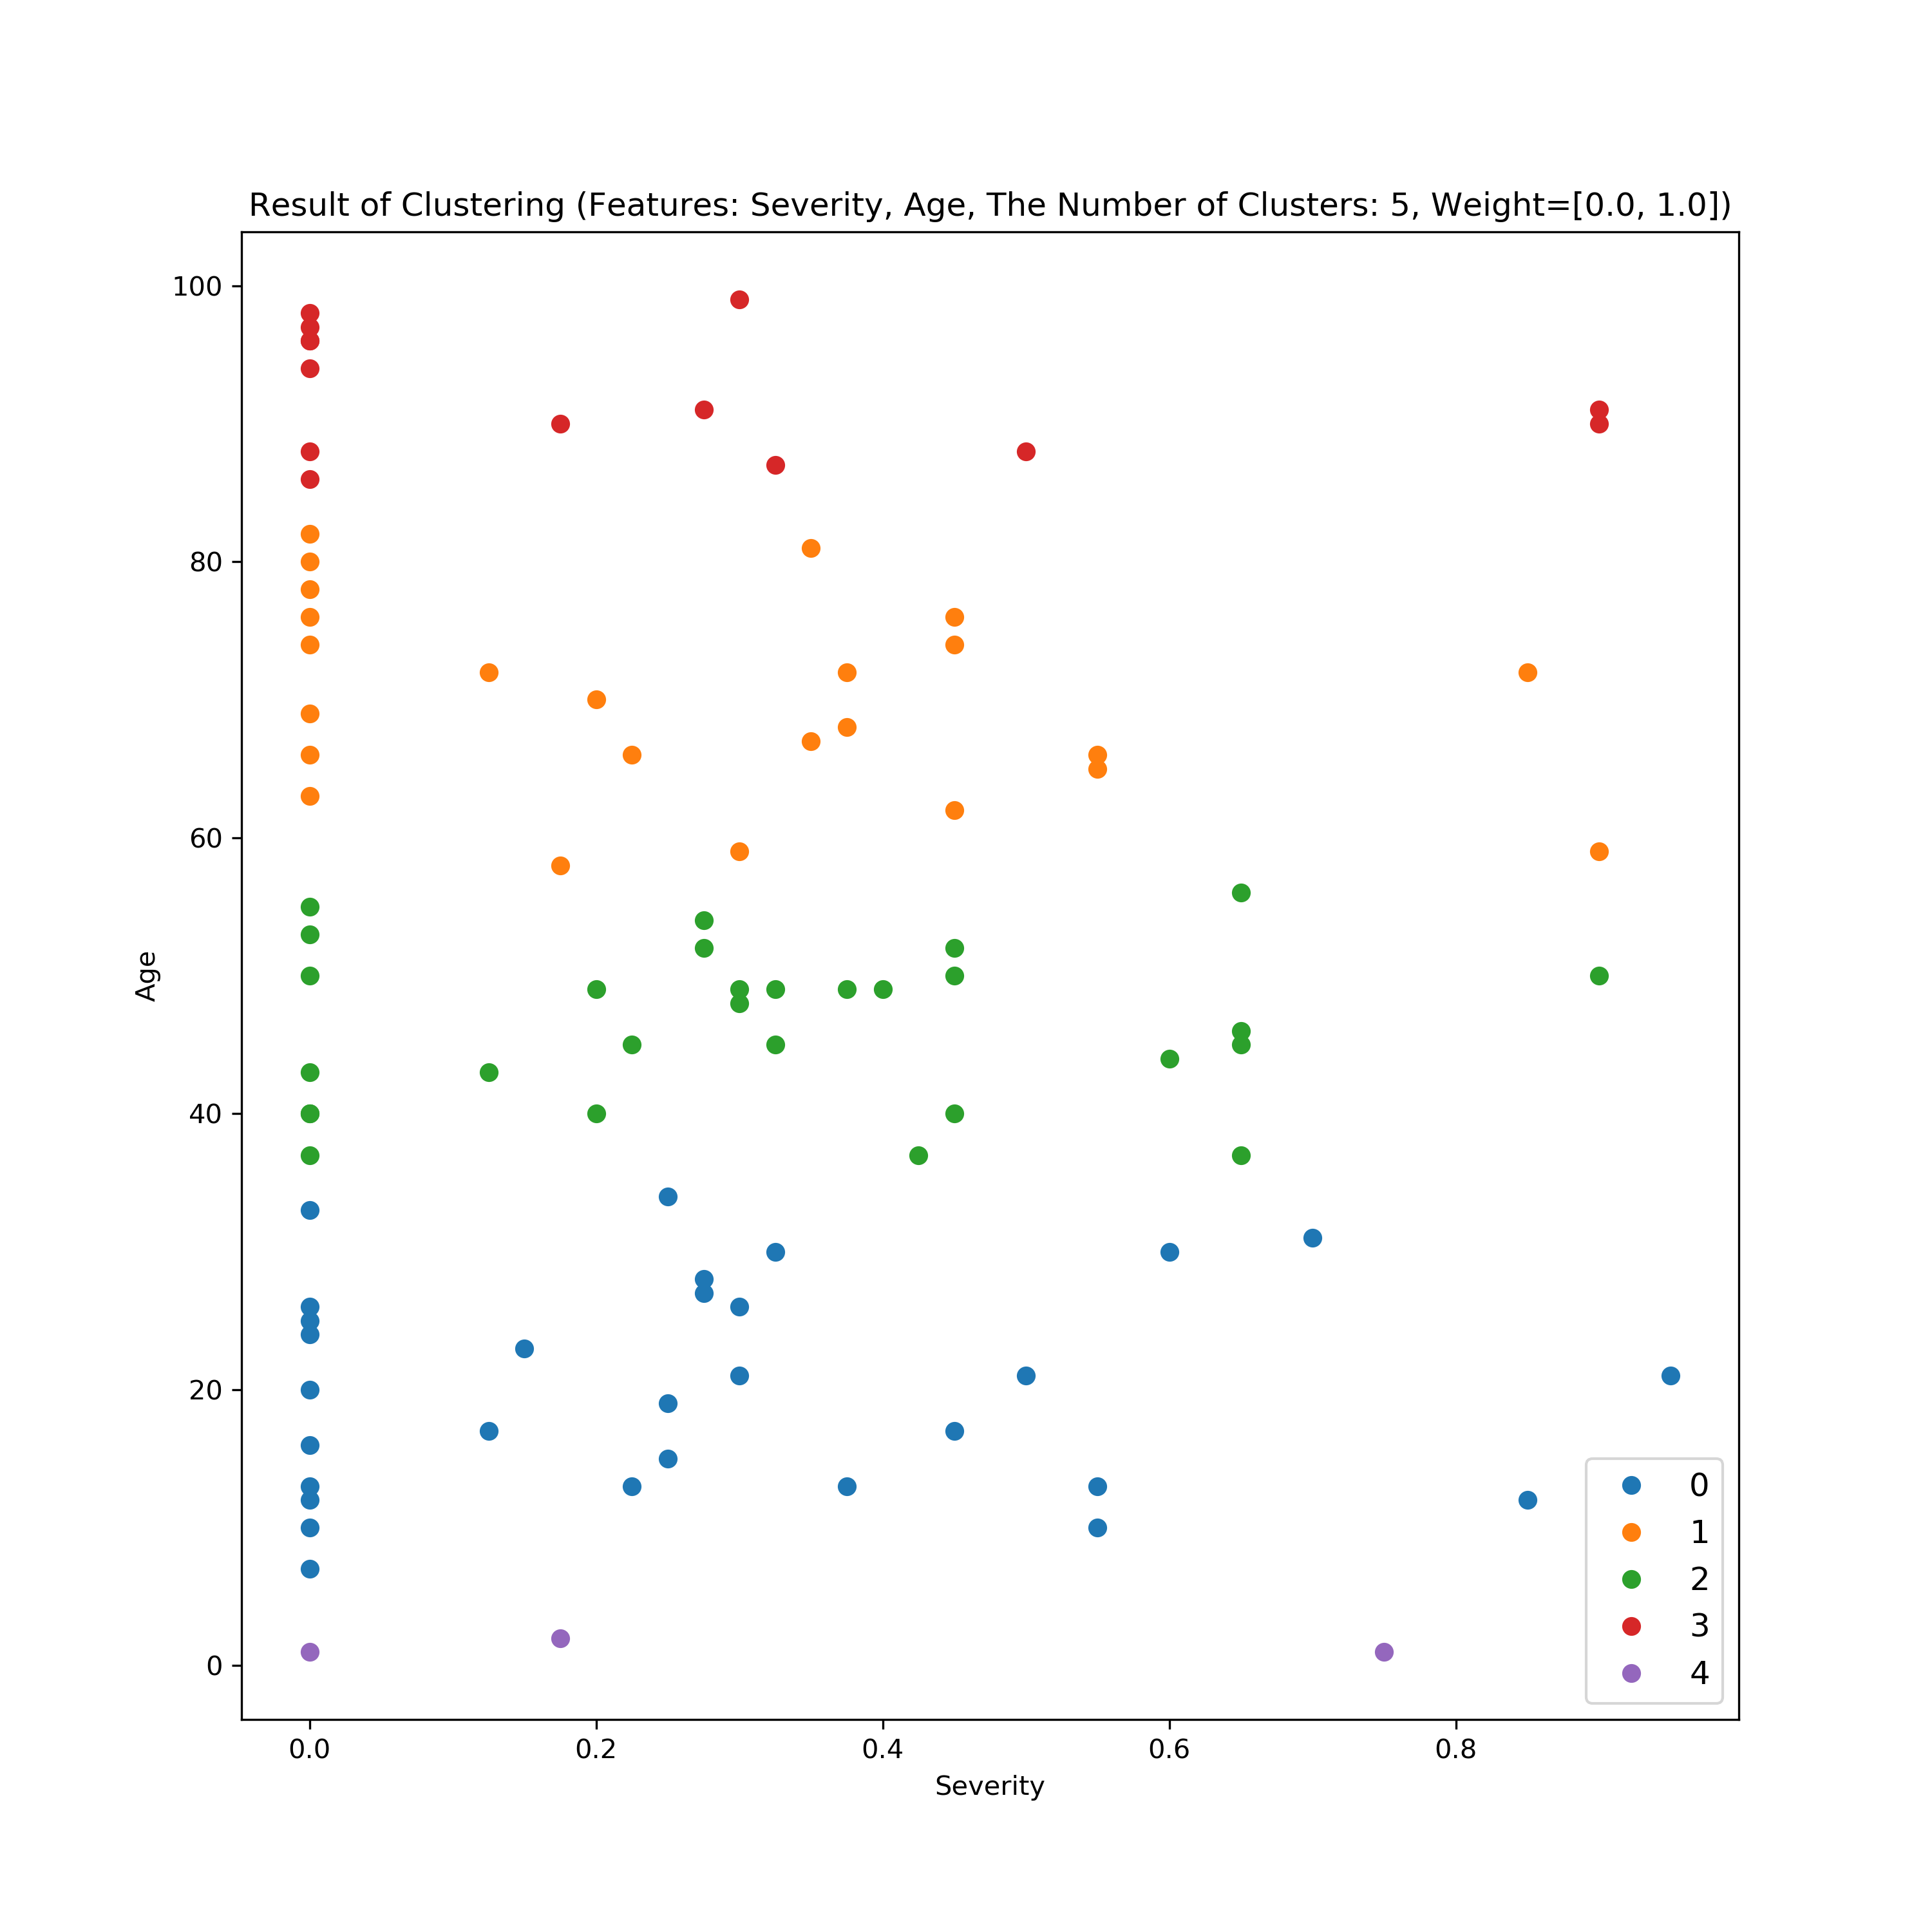 Result of Clustering (Features: Severity, Age, The Number of Clusters: 5, Weight=[0.0, 1.0])
100
80
60
40
20
0
Age
0.0 0.2 0.4 0.6 0.8
Severity
0
1
2
3
4